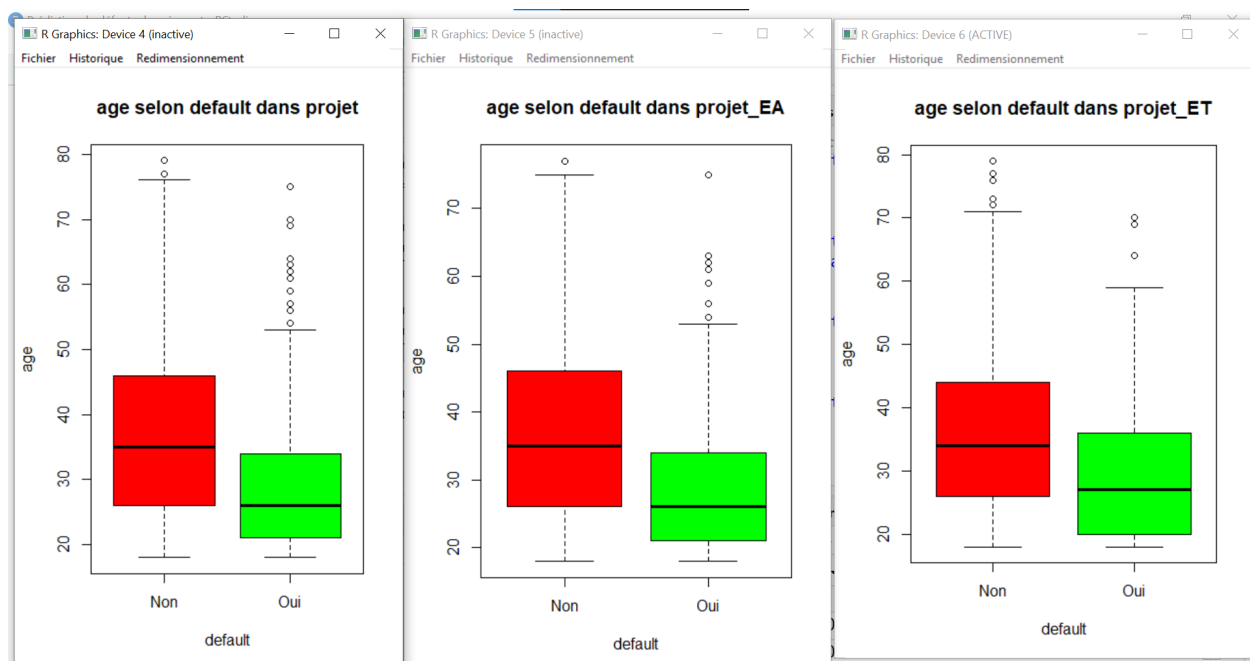 R Graphics: Device 4 (inactive)
Fichier Historique Redimensionnement
age selon default dans projet
80
70
60
50
40
30
20
age
Non Oui
default
R Graphics: Device 5 (inactive)
Fichier Historique Redimensionnement
age selon default dans projet_EA
70
60
50
40
30
20
age
Non Oui
default
R Graphics: Device 6 (ACTIVE)
Fichier Historique Redimensionnement
age selon default dans projet_ET
80
70
60
50
40
30
20
age
Non Oui
default